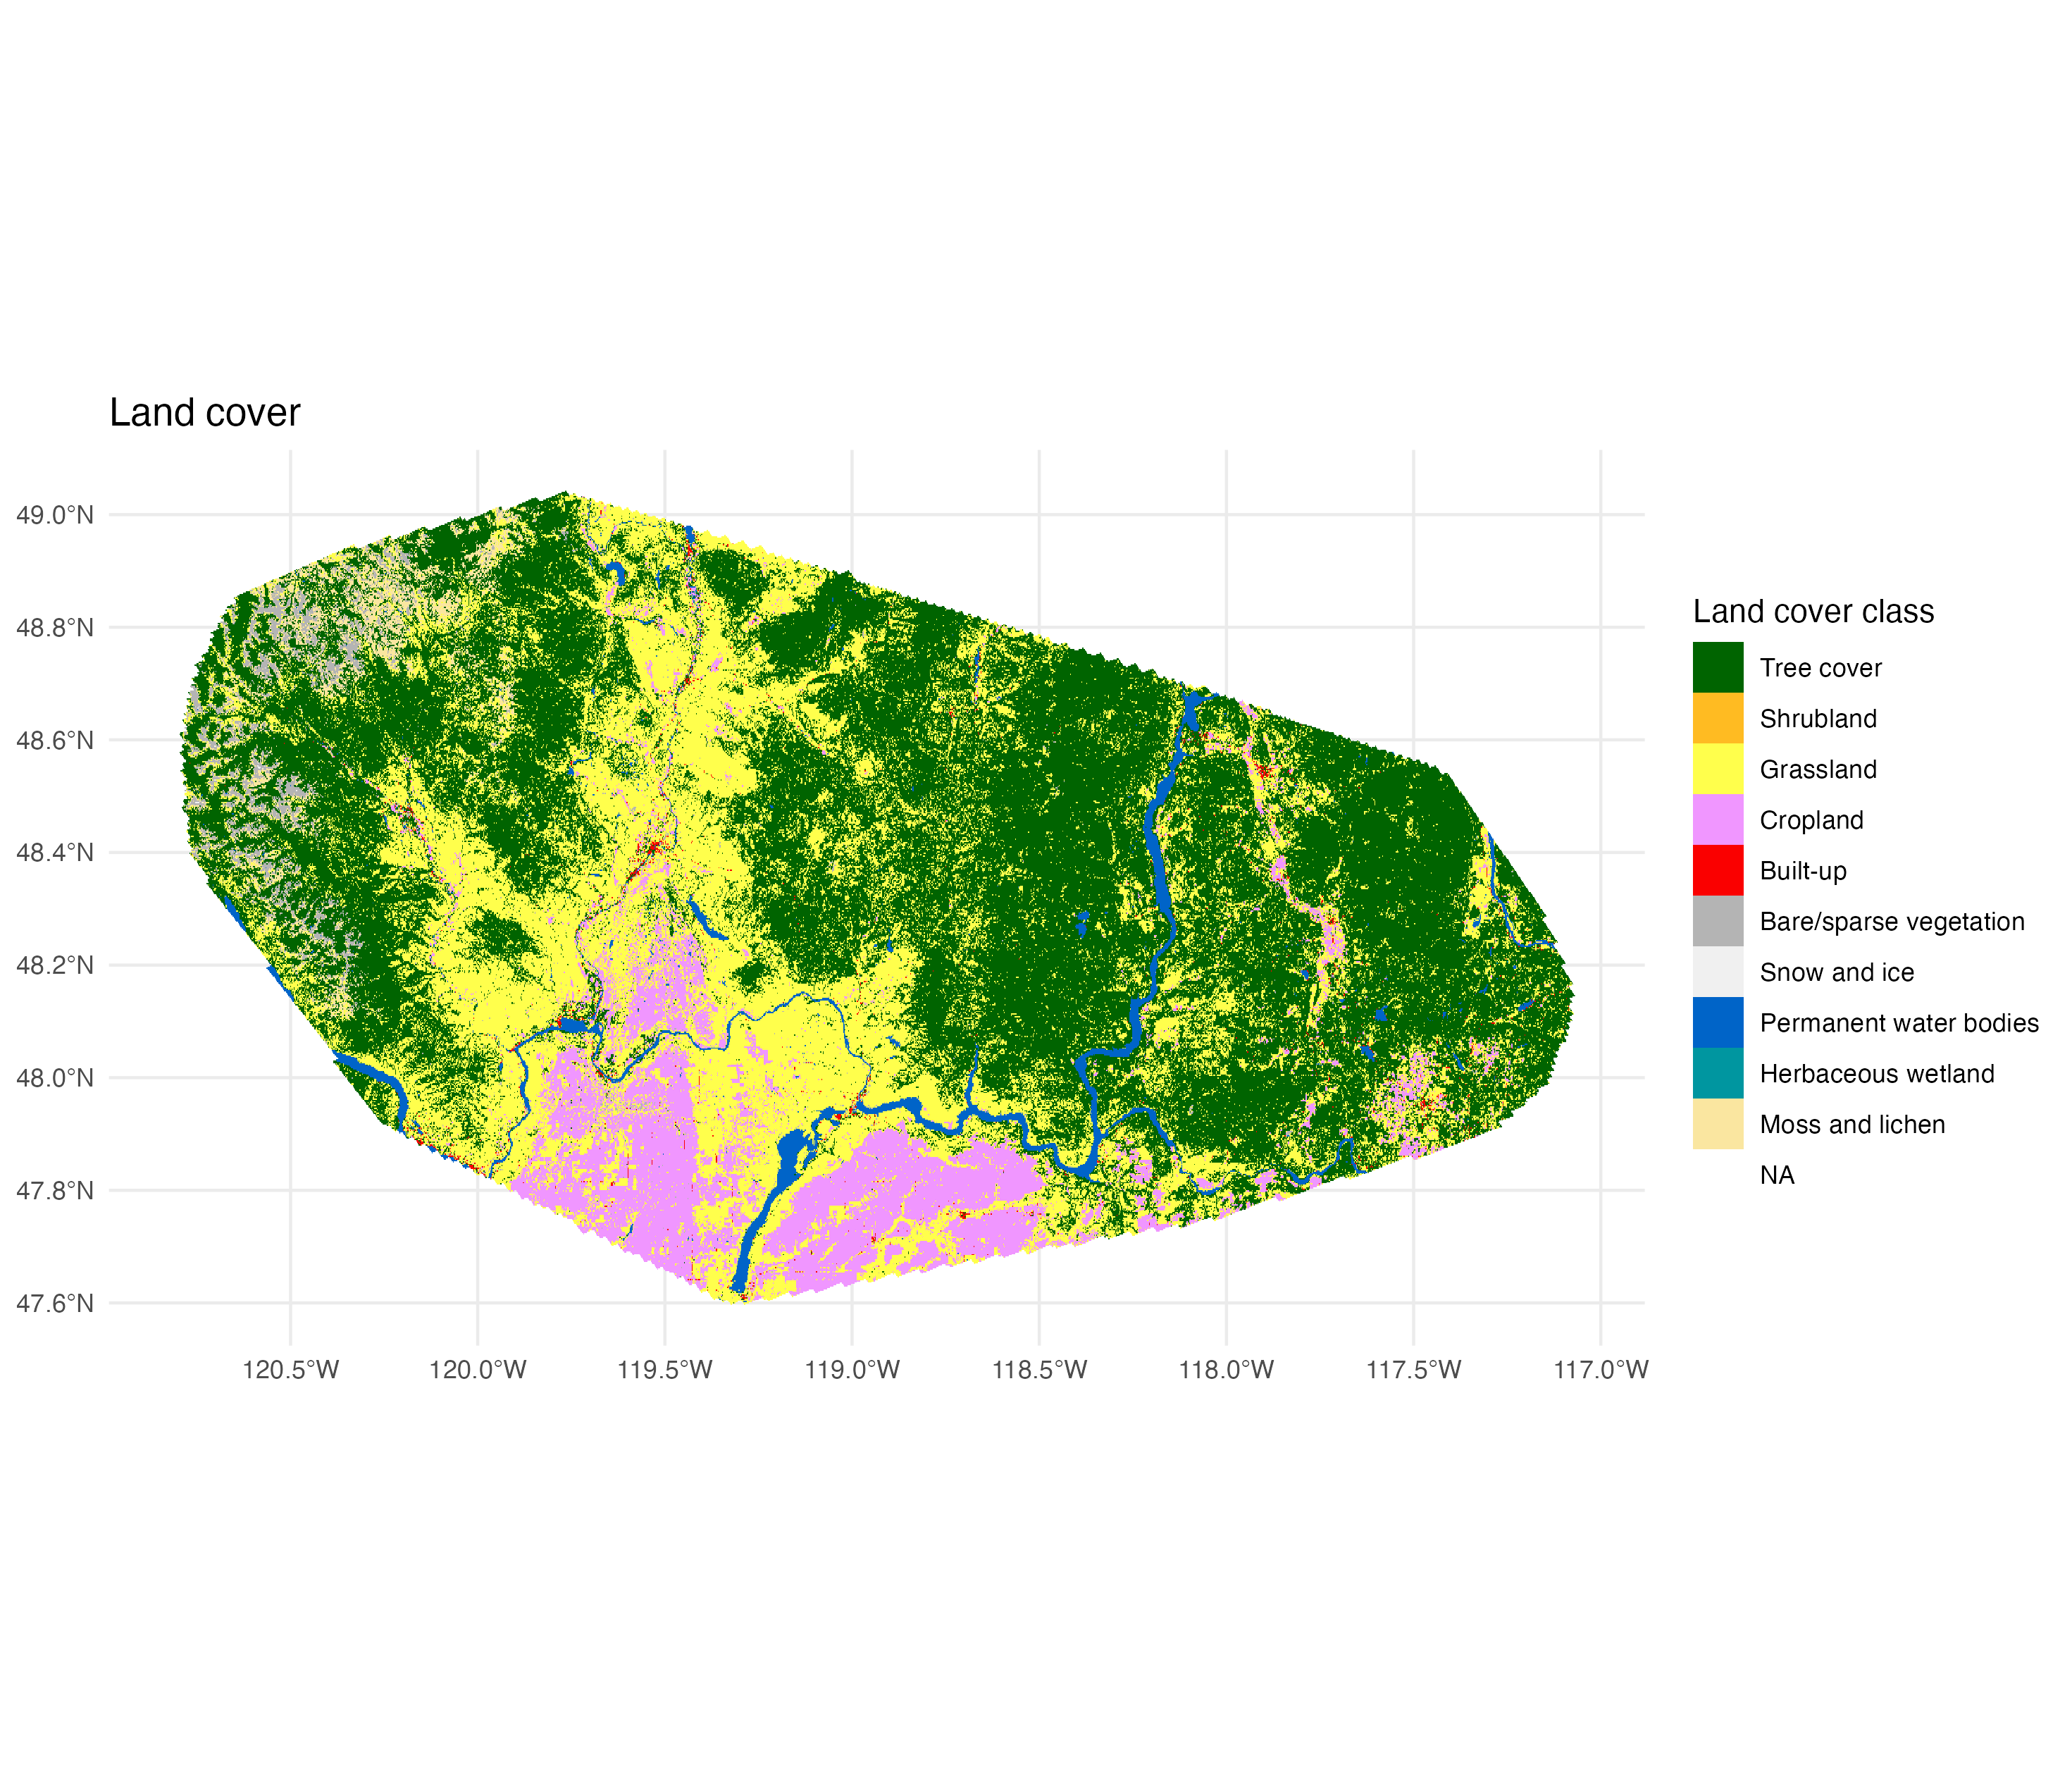 Land cover
49.0°N
48.8°N
48.6°N
48.4°N
48.2°N
48.0°N
47.8°N
47.6°N
120.5°W
120.0°W
119.5°W
119.0°W
118.5°W
118.0°W
117.5°W
117.0°W
Land cover class
Tree cover
Shrubland
Grassland
Cropland
Built-up
Bare/sparse vegetation
Snow and ice
Permanent water bodies
Herbaceous wetland
Moss and lichen
NA